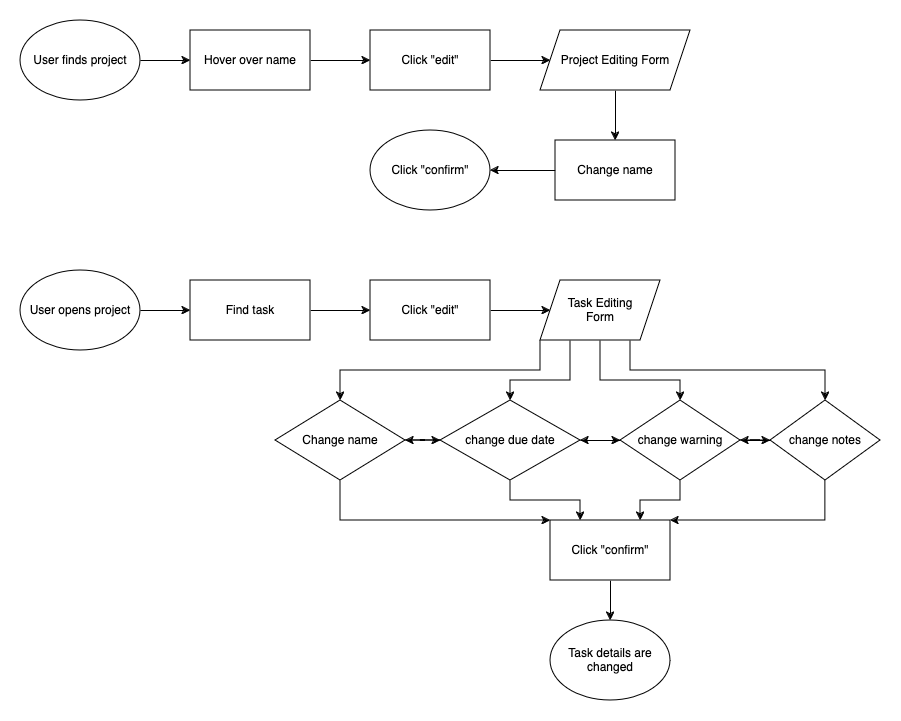 User finds project
Hover over name
Click "edit"
Project Editing Form
Click "confirm"
Change name
User opens project
Find task
Click "edit"
Task Editing
Form
Change name
change due date
change warning
change notes
Click "confirm"
Task details are
changed